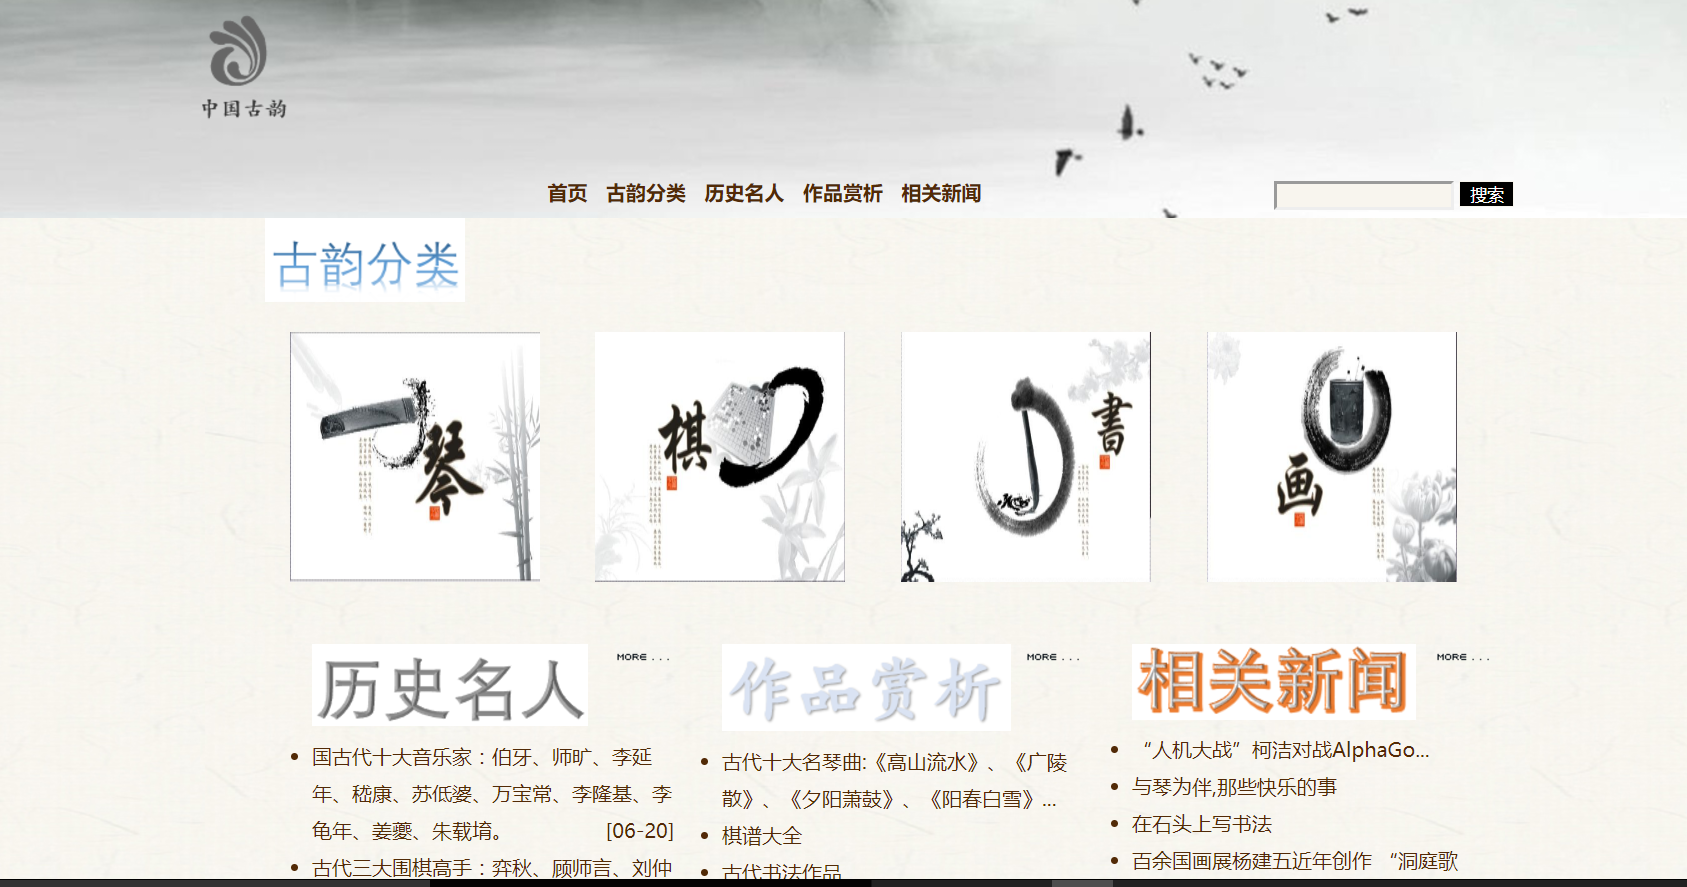 中国古韵
首页 古韵分类 历史名人 作品赏析 相关新闻
搜索
古韵分类
琴
棋
書
画
历史名人
MORE...
国古代十大音乐家：伯牙、师旷、李延
年、嵇康、苏低婆、万宝常、李隆基、李
龟年、姜夔、朱载堉。 [06-20]
古代三大围棋高手：弈秋、顾师言、刘仲
作品赏析
MORE...
古代十大名琴曲:《高山流水》、《广陵
散》、《夕阳萧鼓》、《阳春白雪》...
棋谱大全
古代书法作品
相关新闻
MORE...
“人机大战”柯洁对战AlphaGo...
与琴为伴,那些快乐的事
在石头上写书法
百余国画展杨建五近年创作 “洞庭歌